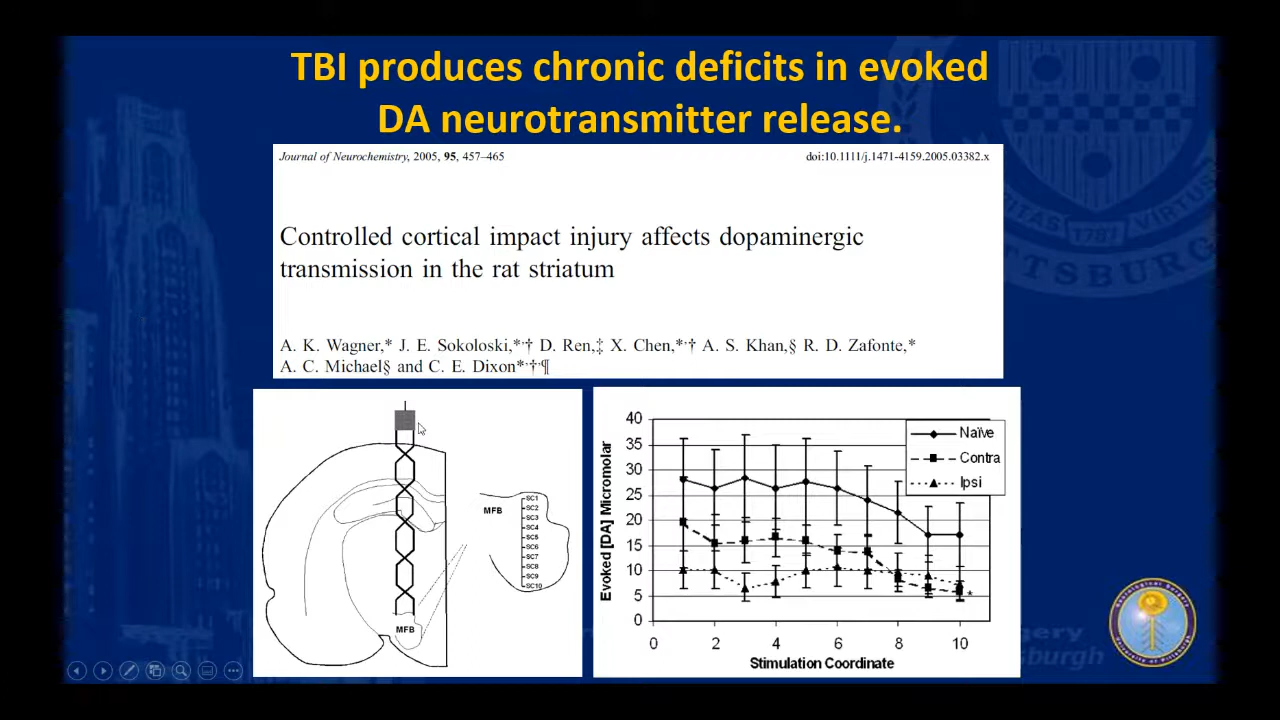 TBI produces chronic deficits in evoked
DA neurotransmitter release.
Journal of Neurochemistry, 2005, 95, 457–465
doi:10.1111/j.1471-4159.2005.03382.x
Controlled cortical impact injury affects dopaminergic
transmission in the rat striatum
A. K. Wagner,* J. E. Sokoloski,*,† D. Ren,‡ X. Chen,*,† A. S. Khan,§ R. D. Zafonte,*
A. C. Michael§ and C. E. Dixon*,†,¶
MFB
SC1
SC2
SC3
SC4
SC5
SC6
SC7
SC8
SC9
SC10
MFB
Evoked [DA] Micromolar
40
35
30
25
20
15
10
5
0
Naïve
Contra
Ipsi
*
0
2
4
6
8
10
Stimulation Coordinate
1787